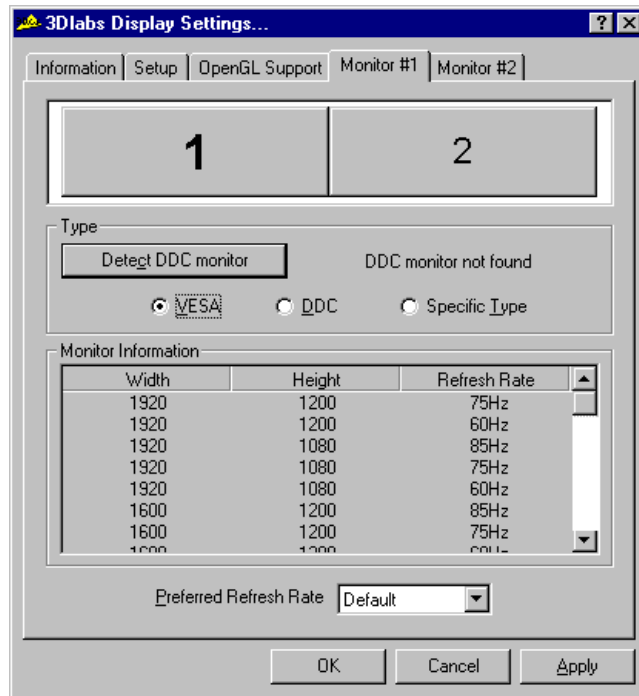 3Dlabs Display Settings...
Information Setup OpenGL Support Monitor #1 Monitor #2
1 2
Type
Detect DDC monitor DDC monitor not found
VESA DDC Specific Type
Monitor Information
Width Height Refresh Rate
1920 1200 75Hz
1920 1200 60Hz
1920 1080 85Hz
1920 1080 75Hz
1920 1080 60Hz
1600 1200 85Hz
1600 1200 75Hz
1600 1200 60Hz
Preferred Refresh Rate Default
OK Cancel Apply